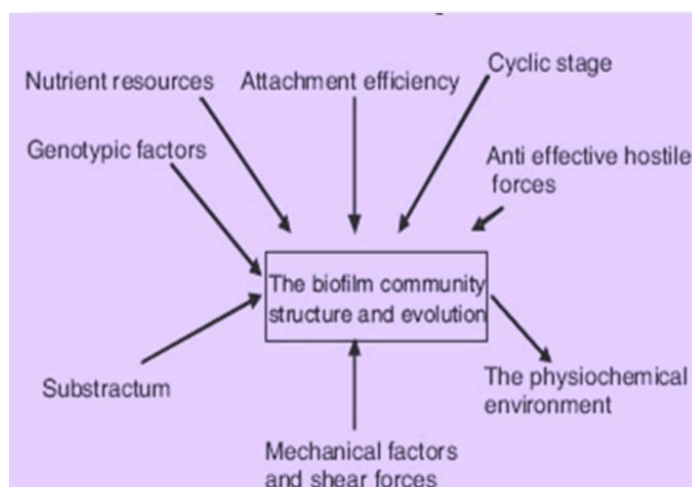 Nutrient resources
Attachment efficiency
Cyclic stage
Genotypic factors
Anti effective hostile
forces
The biofilm community
structure and evolution
Substractum
The physiochemical
environment
Mechanical factors
and shear forces